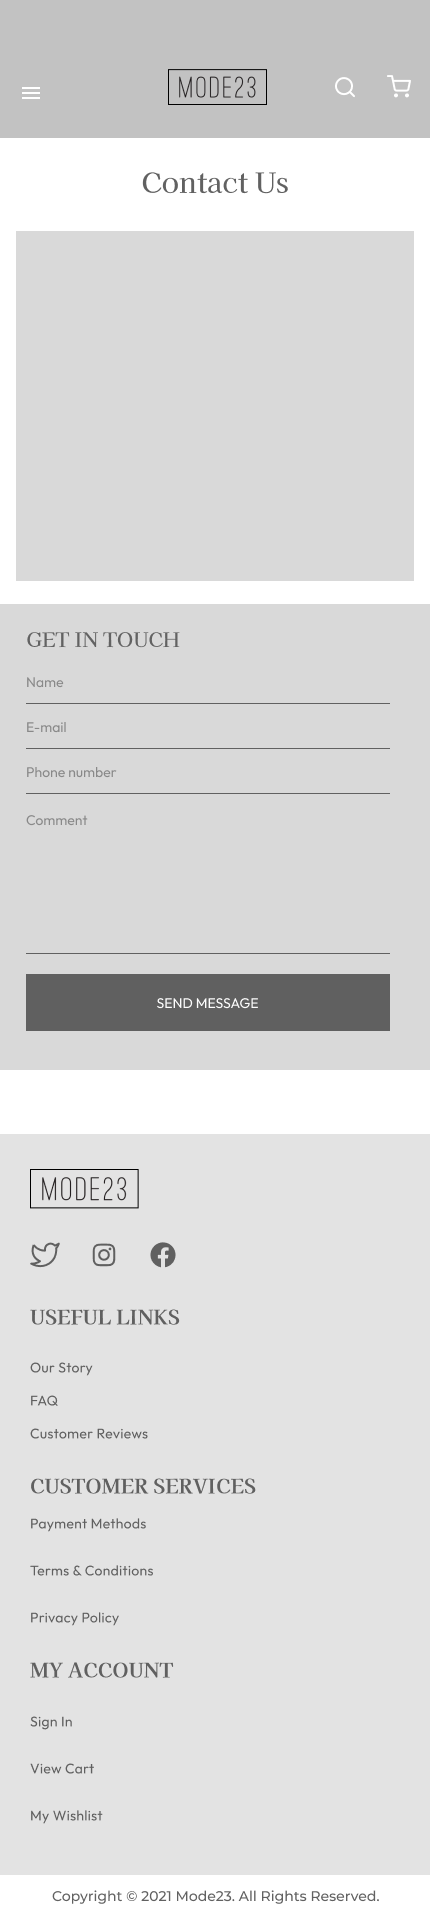 MODE23
Contact Us
GET IN TOUCH
Name
E-mail
Phone number
Comment
SEND MESSAGE
MODE23
USEFUL LINKS
Our Story
FAQ
Customer Reviews
CUSTOMER SERVICES
Payment Methods
Terms & Conditions
Privacy Policy
MY ACCOUNT
Sign In
View Cart
My Wishlist
Copyright © 2021 Mode23. All Rights Reserved.